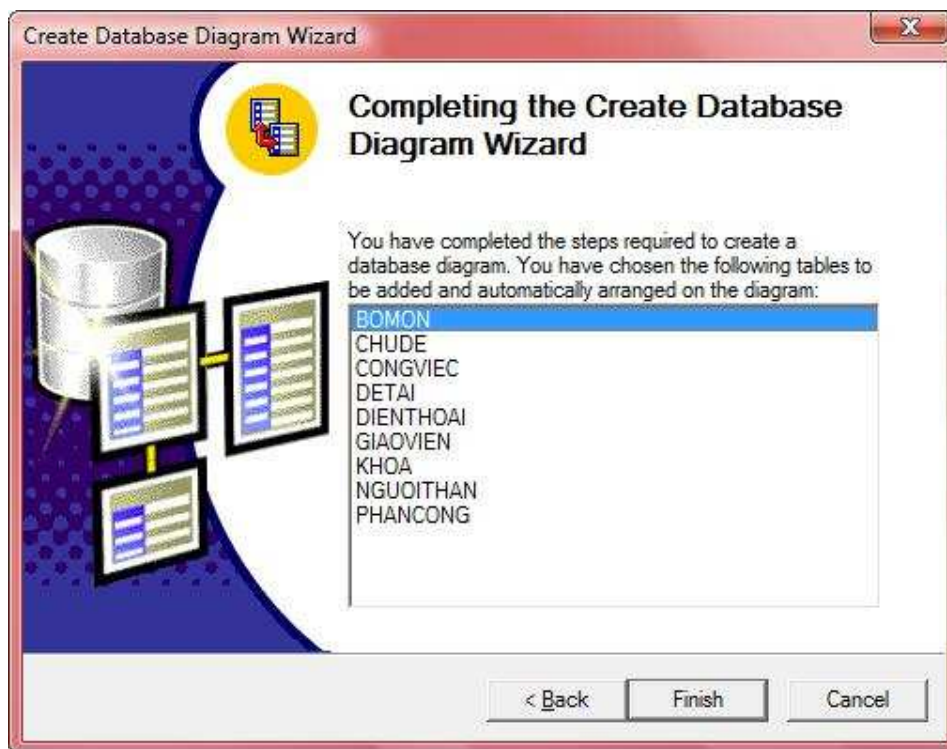 Create Database Diagram Wizard
Completing the Create Database
Diagram Wizard
You have completed the steps required to create a
database diagram. You have chosen the following tables to
be added and automatically arranged on the diagram:
BOMON
CHUDE
CONGVIEC
DETAI
DIENTHOAI
GIAOVIEN
KHOA
NGUOITHAN
PHANCONG
< Back
Finish
Cancel